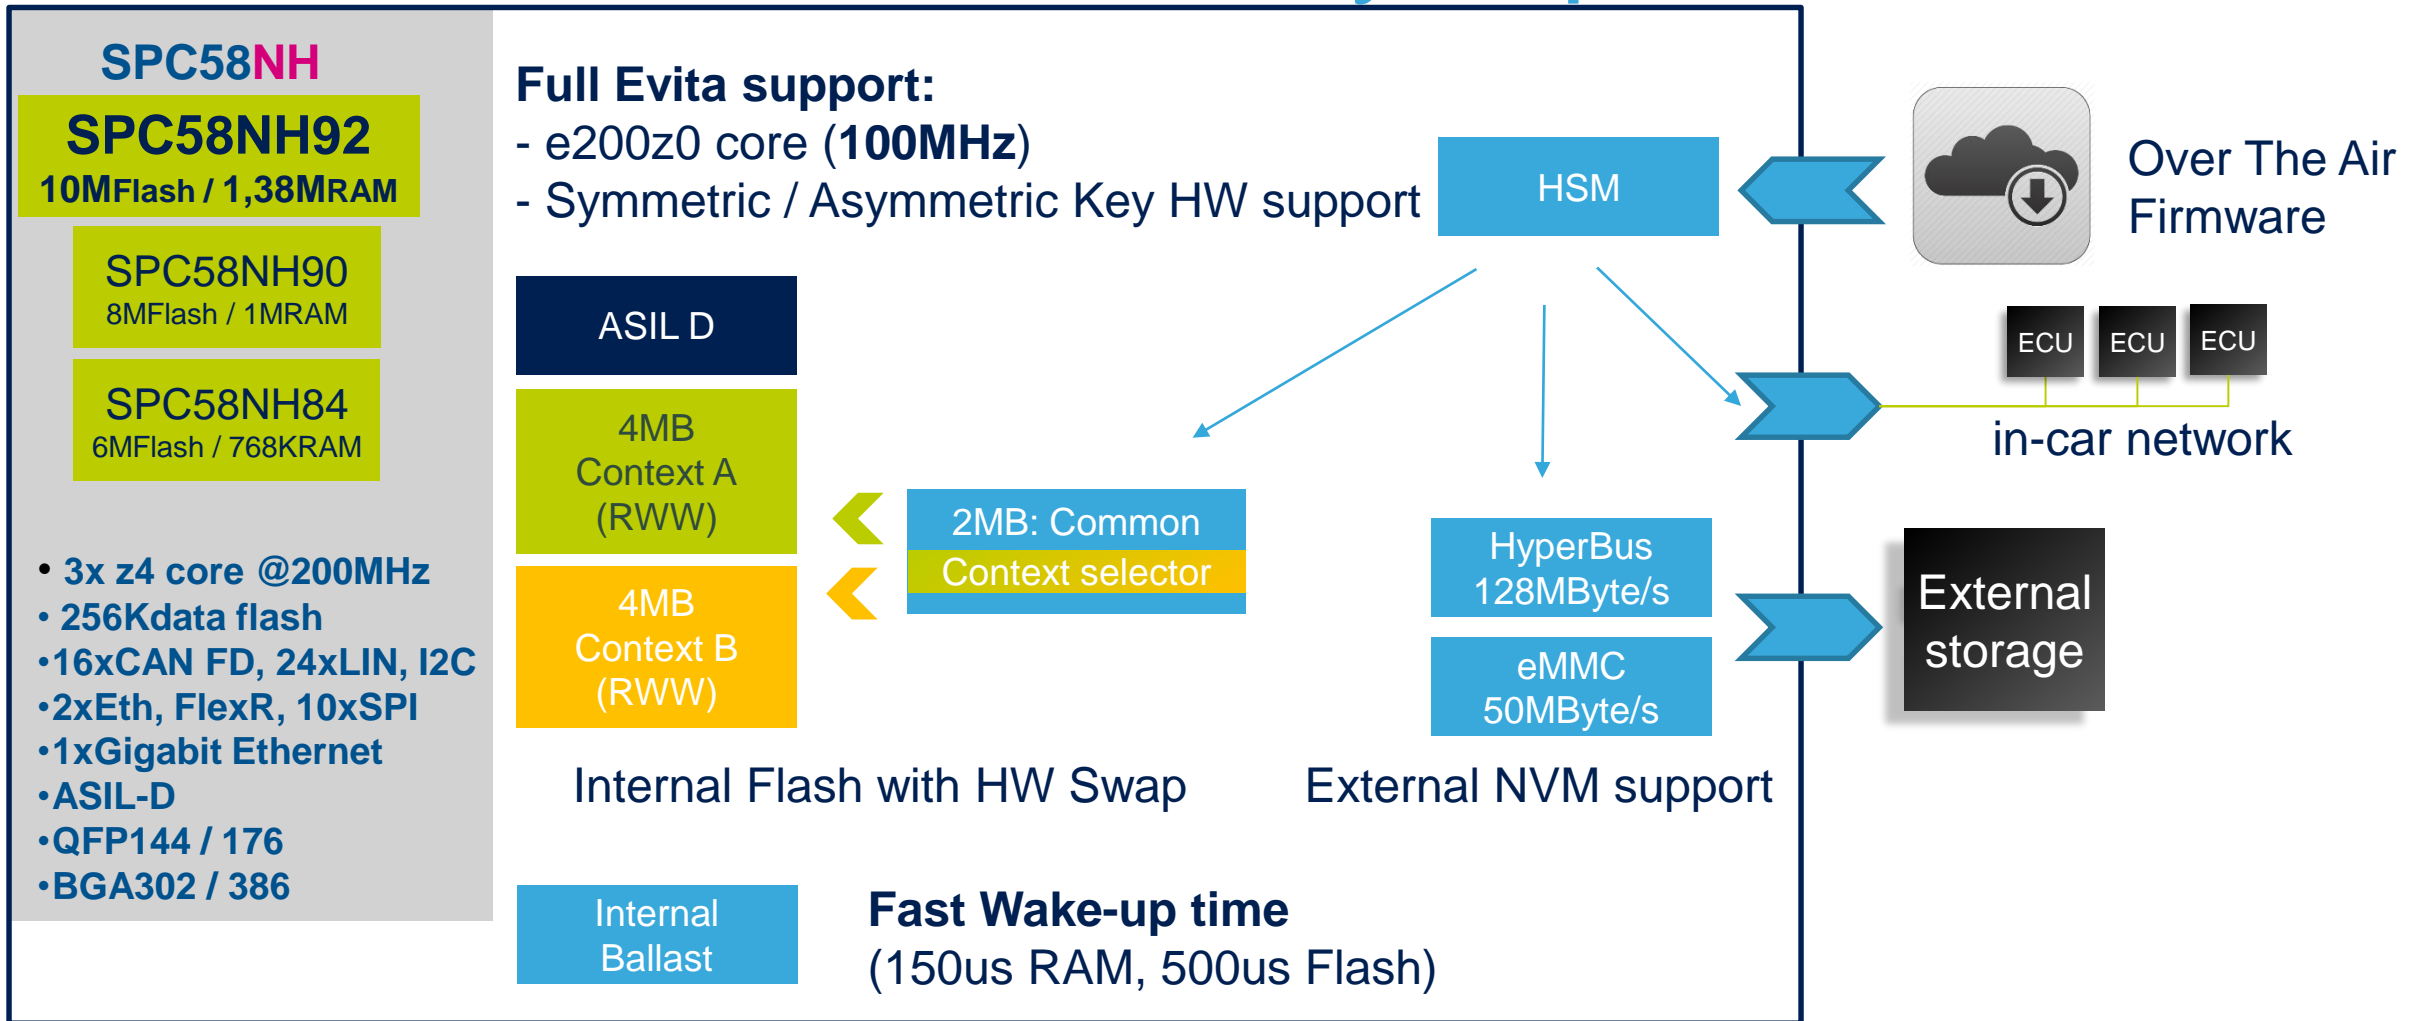 SPC58NH
SPC58NH92
10MFlash / 1,38MRAM
SPC58NH90
8MFlash / 1MRAM
SPC58NH84
6MFlash / 768KRAM
• 3x z4 core @200MHz
• 256Kdata flash
•16xCAN FD, 24xLIN, I2C
•2xEth, FlexR, 10xSPI
•1xGigabit Ethernet
•ASIL-D
•QFP144 / 176
•BGA302 / 386
Full Evita support:
- e200z0 core (100MHz)
- Symmetric / Asymmetric Key HW support
HSM
Over The Air
Firmware
ASIL D
4MB
Context A
(RWW)
4MB
Context B
(RWW)
2MB: Common
Context selector
HyperBus
128MByte/s
eMMC
50MByte/s
ECU
ECU
ECU
in-car network
External
storage
Internal Flash with HW Swap
External NVM support
Internal
Ballast
Fast Wake-up time
(150us RAM, 500us Flash)